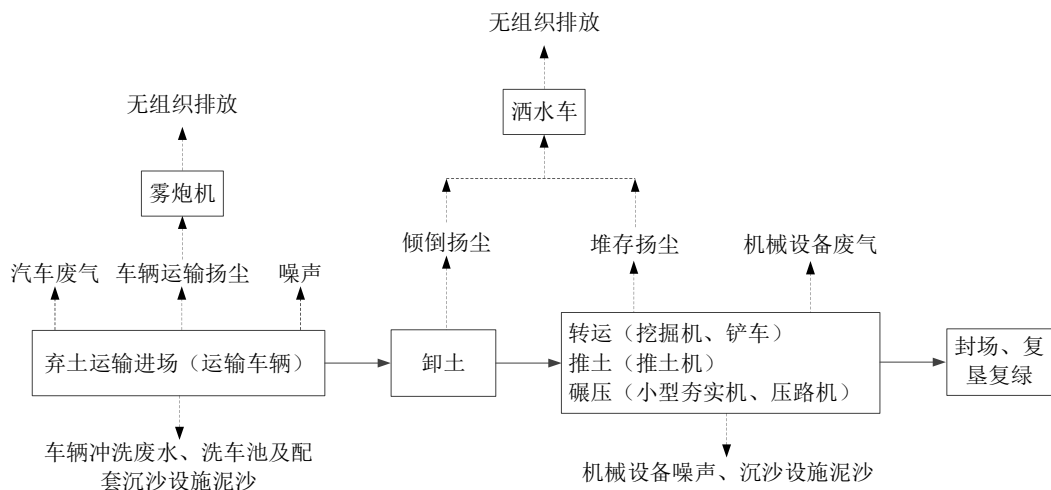 无组织排放
洒水车
无组织排放
雾炮机
倾倒扬尘
堆存扬尘
机械设备废气
汽车废气
车辆运输扬尘
噪声
弃土运输进场（运输车辆）
卸土
转运（挖掘机、铲车）
推土（推土机）
碾压（小型夯实机、压路机）
封场、复
垦复绿
车辆冲洗废水、洗车池及配
套沉沙设施泥沙
机械设备噪声、沉沙设施泥沙